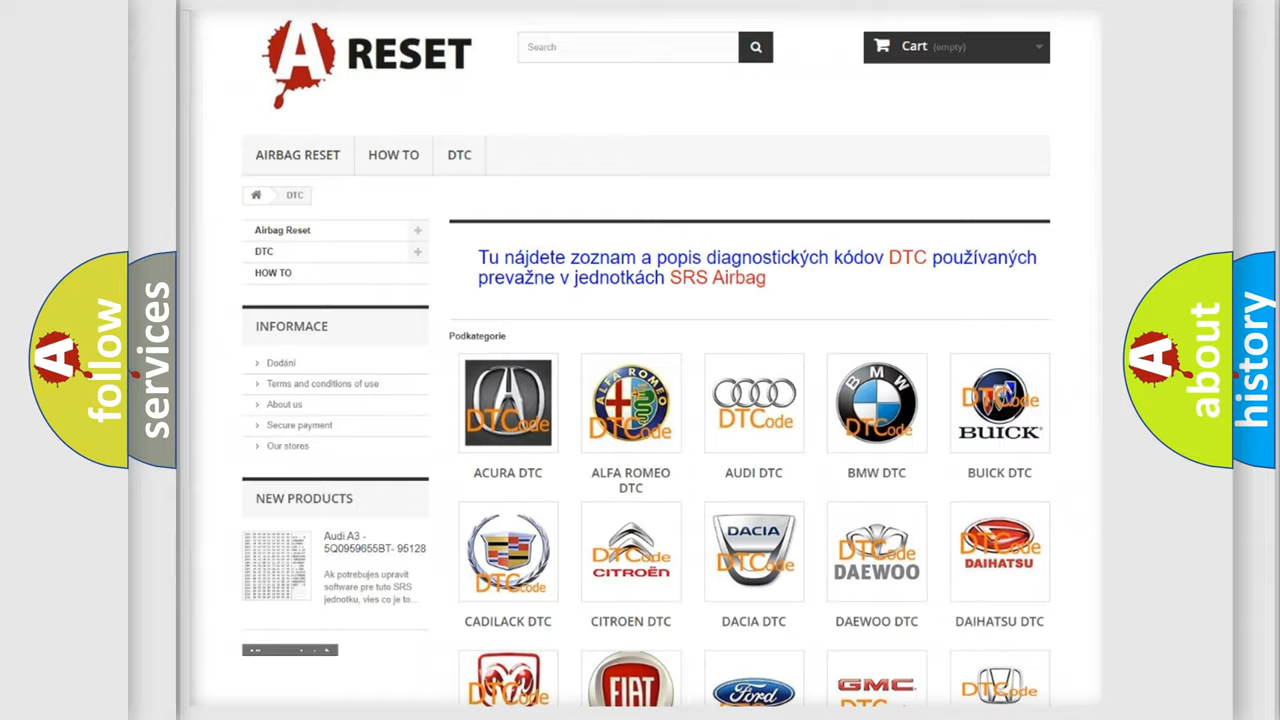 A RESET
Search
Cart (empty)
AIRBAG RESET
HOW TO
DTC
DTC
Airbag Reset
DTC
HOW TO
INFORMACE
Dodání
Terms and conditions of use
About us
Secure payment
Our stores
NEW PRODUCTS
Audi A3 -
5Q0959655BT- 95128
Ak potrebujes upravit
software pre tuto SRS
jednotku, vies co je to...
Tu nájdete zoznam a popis diagnostických kódov DTC používaných
prevažne v jednotkách SRS Airbag
Podkategorie
DTCode
ALFA ROMEO
DTCode
DTCode
BMW
DTCode
DTCode
BUICK
ACURA DTC
ALFA ROMEO
DTC
AUDI DTC
BMW DTC
BUICK DTC
DTCode
DTCode
CITROËN
DACIA
DTCode
DTCode
DAEWOO
DTCode
DAIHATSU
CADILACK DTC
CITROEN DTC
DACIA DTC
DAEWOO DTC
DAIHATSU DTC
DTCode
FIAT
Ford
GMC
DTCode
A follow
services
A about
history